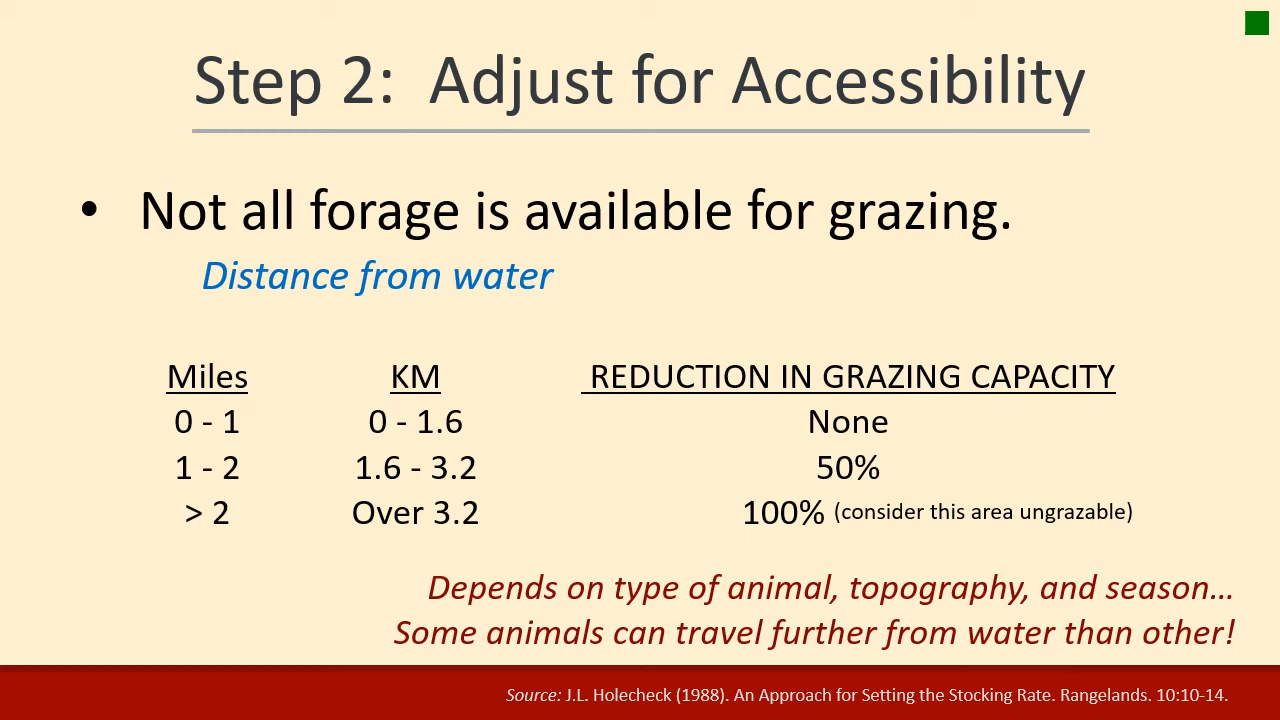 Step 2: Adjust for Accessibility
• Not all forage is available for grazing.
Distance from water
Miles KM REDUCTION IN GRAZING CAPACITY
0 - 1 0 - 1.6 None
1 - 2 1.6 - 3.2 50%
> 2 Over 3.2 100% (consider this area ungrazable)
Depends on type of animal, topography, and season…
Some animals can travel further from water than other!
Source: J.L. Holecheck (1988). An Approach for Setting the Stocking Rate. Rangelands. 10:10-14.